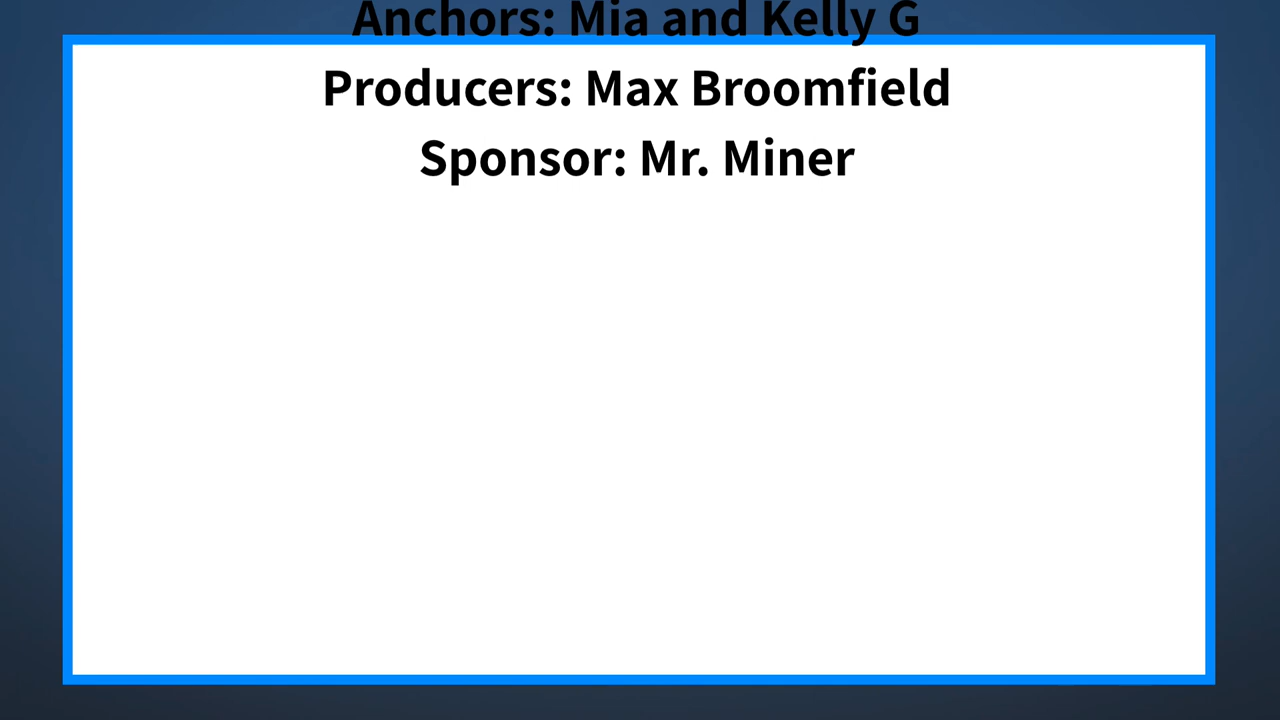 Anchors: Mia and Kelly G
Producers: Max Broomfield
Sponsor: Mr. Miner